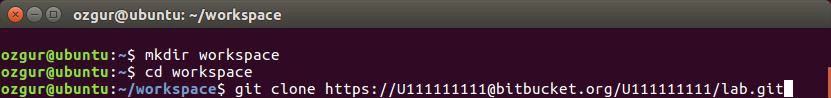 ozgur@ubuntu: ~/workspace
ozgur@ubuntu:~$ mkdir workspace
ozgur@ubuntu:~$ cd workspace
ozgur@ubuntu:~/workspace$ git clone https://U111111111@bitbucket.org/U111111111/lab.git